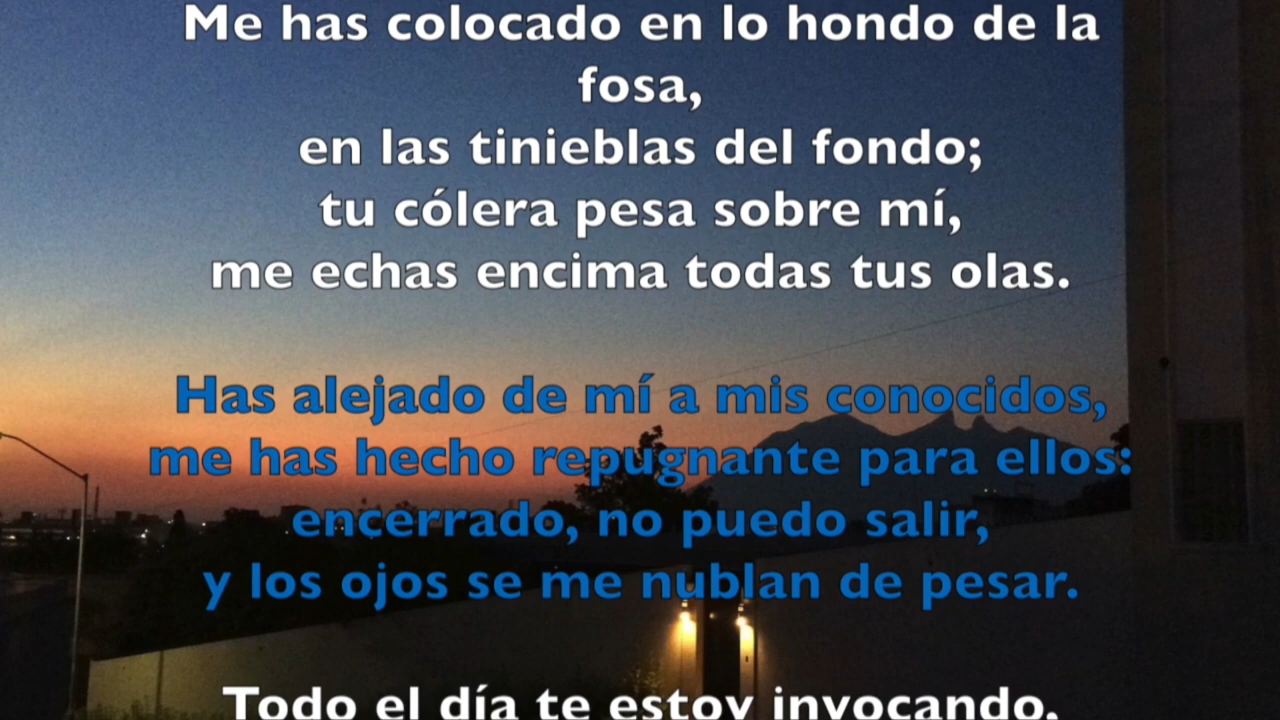 Me has colocado en lo hondo de la
fosa,
en las tinieblas del fondo;
tu cólera pesa sobre mí,
me echas encima todas tus olas.
Has alejado de mí a mis conocidos,
me has hecho repugnante para ellos:
encerrado, no puedo salir,
y los ojos se me nublan de pesar.
Todo el día te estoy invocando,